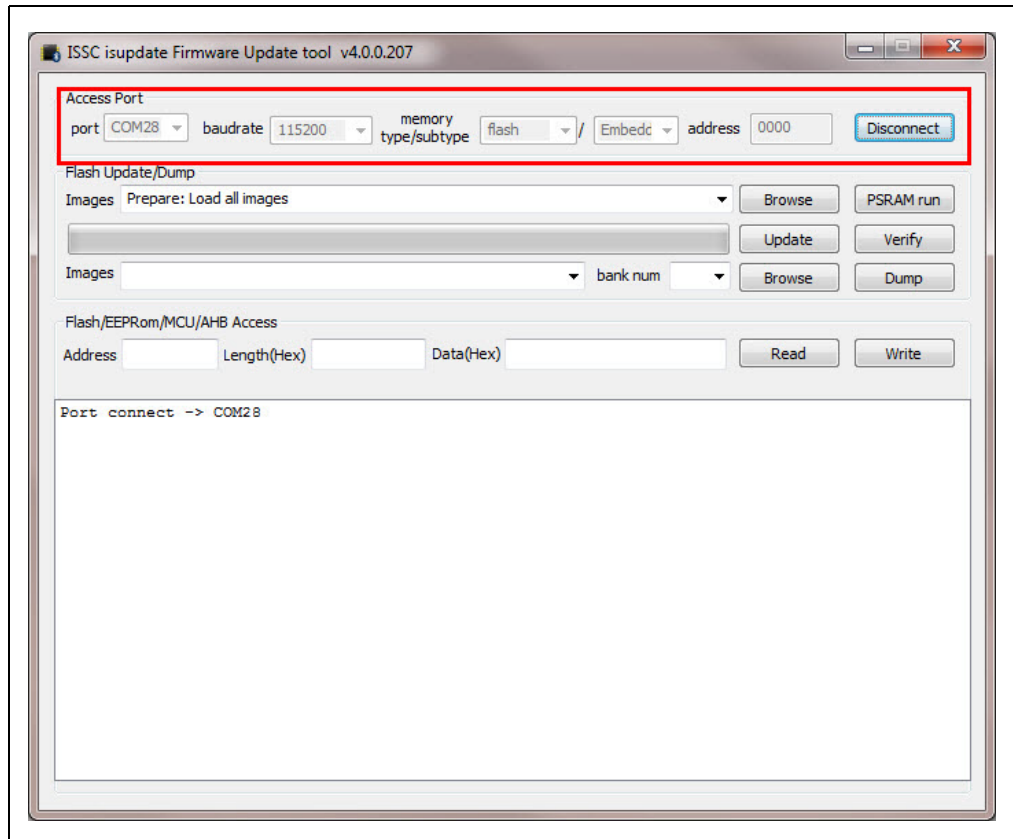 ISSC isupdate Firmware Update tool v4.0.0.207
Access Port
port COM28 baudrate 115200 memory type/subtype flash / Embedc address 0000 Disconnect
Flash Update/Dump
Images Prepare: Load all images Browse PSRAM run
Update Verify
Images bank num Browse Dump
Flash/EEPRom/MCU/AHB Access
Address Length(Hex) Data(Hex) Read Write
Port connect -> COM28